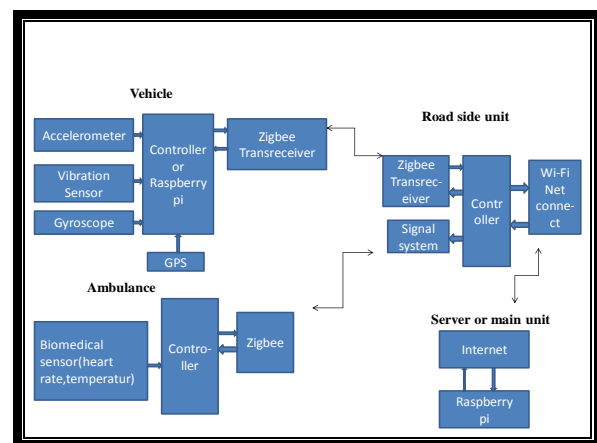 Vehicle
Accelerometer
Vibration
Sensor
Gyroscope
Controller
or
Raspberry
pi
GPS
Zigbee
Transreceiver
Road side unit
Zigbee
Transrec-
eiver
Signal
system
Contr
oller
Wi-Fi
Net
conne-
ct
Ambulance
Biomedical
sensor(heart
rate,temperatur)
Contro-
ller
Zigbee
Server or main unit
Internet
Raspberry
pi